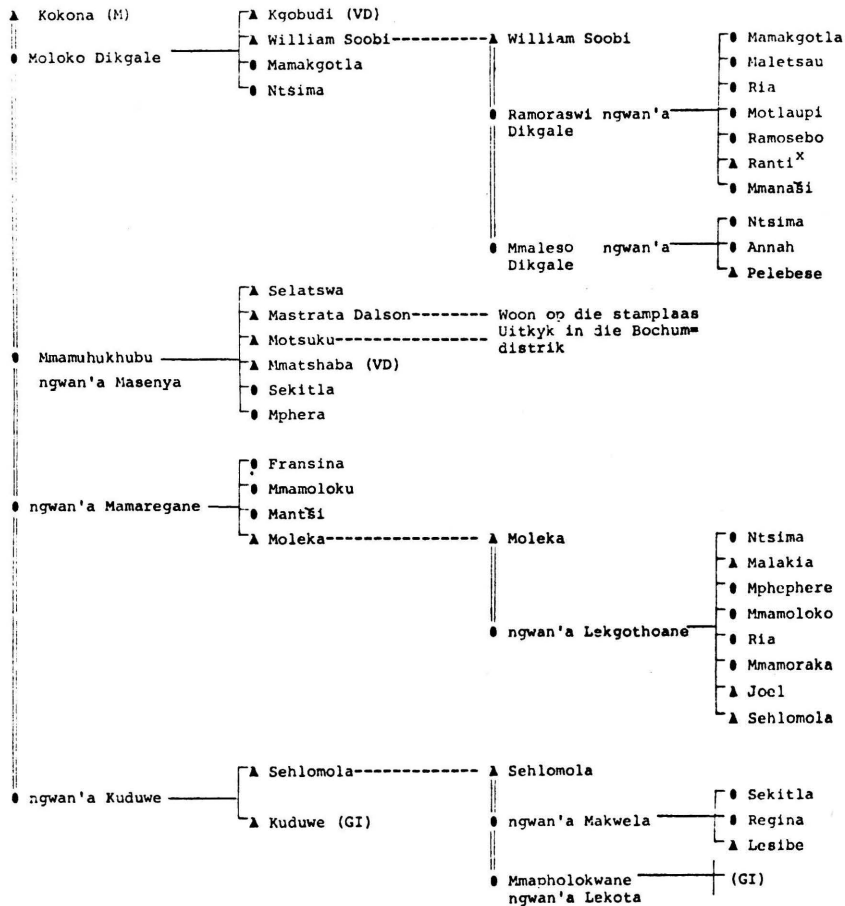 Kokona (M)
Moloko Dikgale
Kgobudi (VD)
William Soobi
Mamakgotla
Ntsima
William Soobi
Ramoraswi ngwan'a
Dikgale
Mamakgotla
Maletsau
Ria
Motlaupi
Ramosebo
Ranti x
Mmanaši
Mmaleso ngwan'a
Dikgale
Ntsima
Annah
Pelebese
Mmamuhukhubu
ngwan'a Masenya
Selatswa
Mastrata Dalson
Motsuku
Mmatshaba (VD)
Sekitla
Mphera
Woon op die stamplaas
Uitkyk in die Bochum=
distrik
ngwan'a Mamaregane
Fransina
Mmamoloku
Mantši
Moleka
Moleka
ngwan'a Lekgothoane
Ntsima
Malakia
Mphephere
Mmamoloko
Ria
Mmamoraka
Joel
Sehlomola
ngwan'a Kuduwe
Sehlomola
Kuduwe (GI)
Sehlomola
ngwan'a Makwela
Sekitla
Regina
Lesibe
Mmapholokwane
ngwan'a Lekota
(GI)